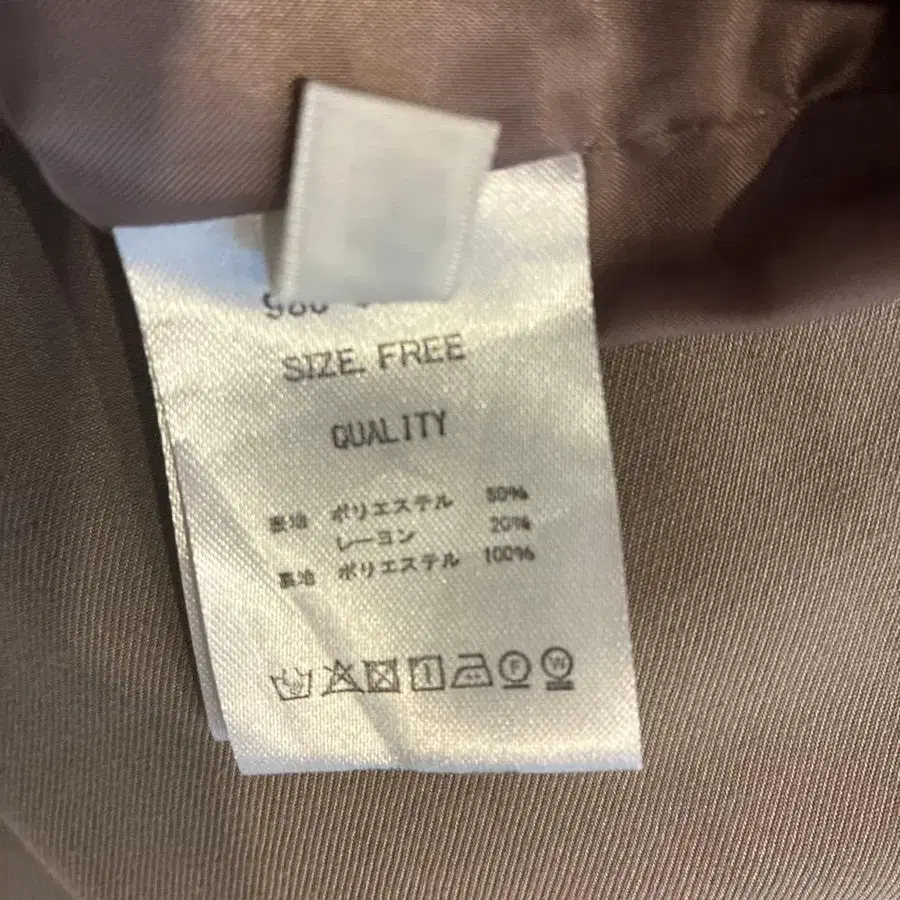 SIZE. FREE
QUALITY
表地 ポリエステル 80%
レーヨン 20%
裏地 ポリエステル 100%
F W